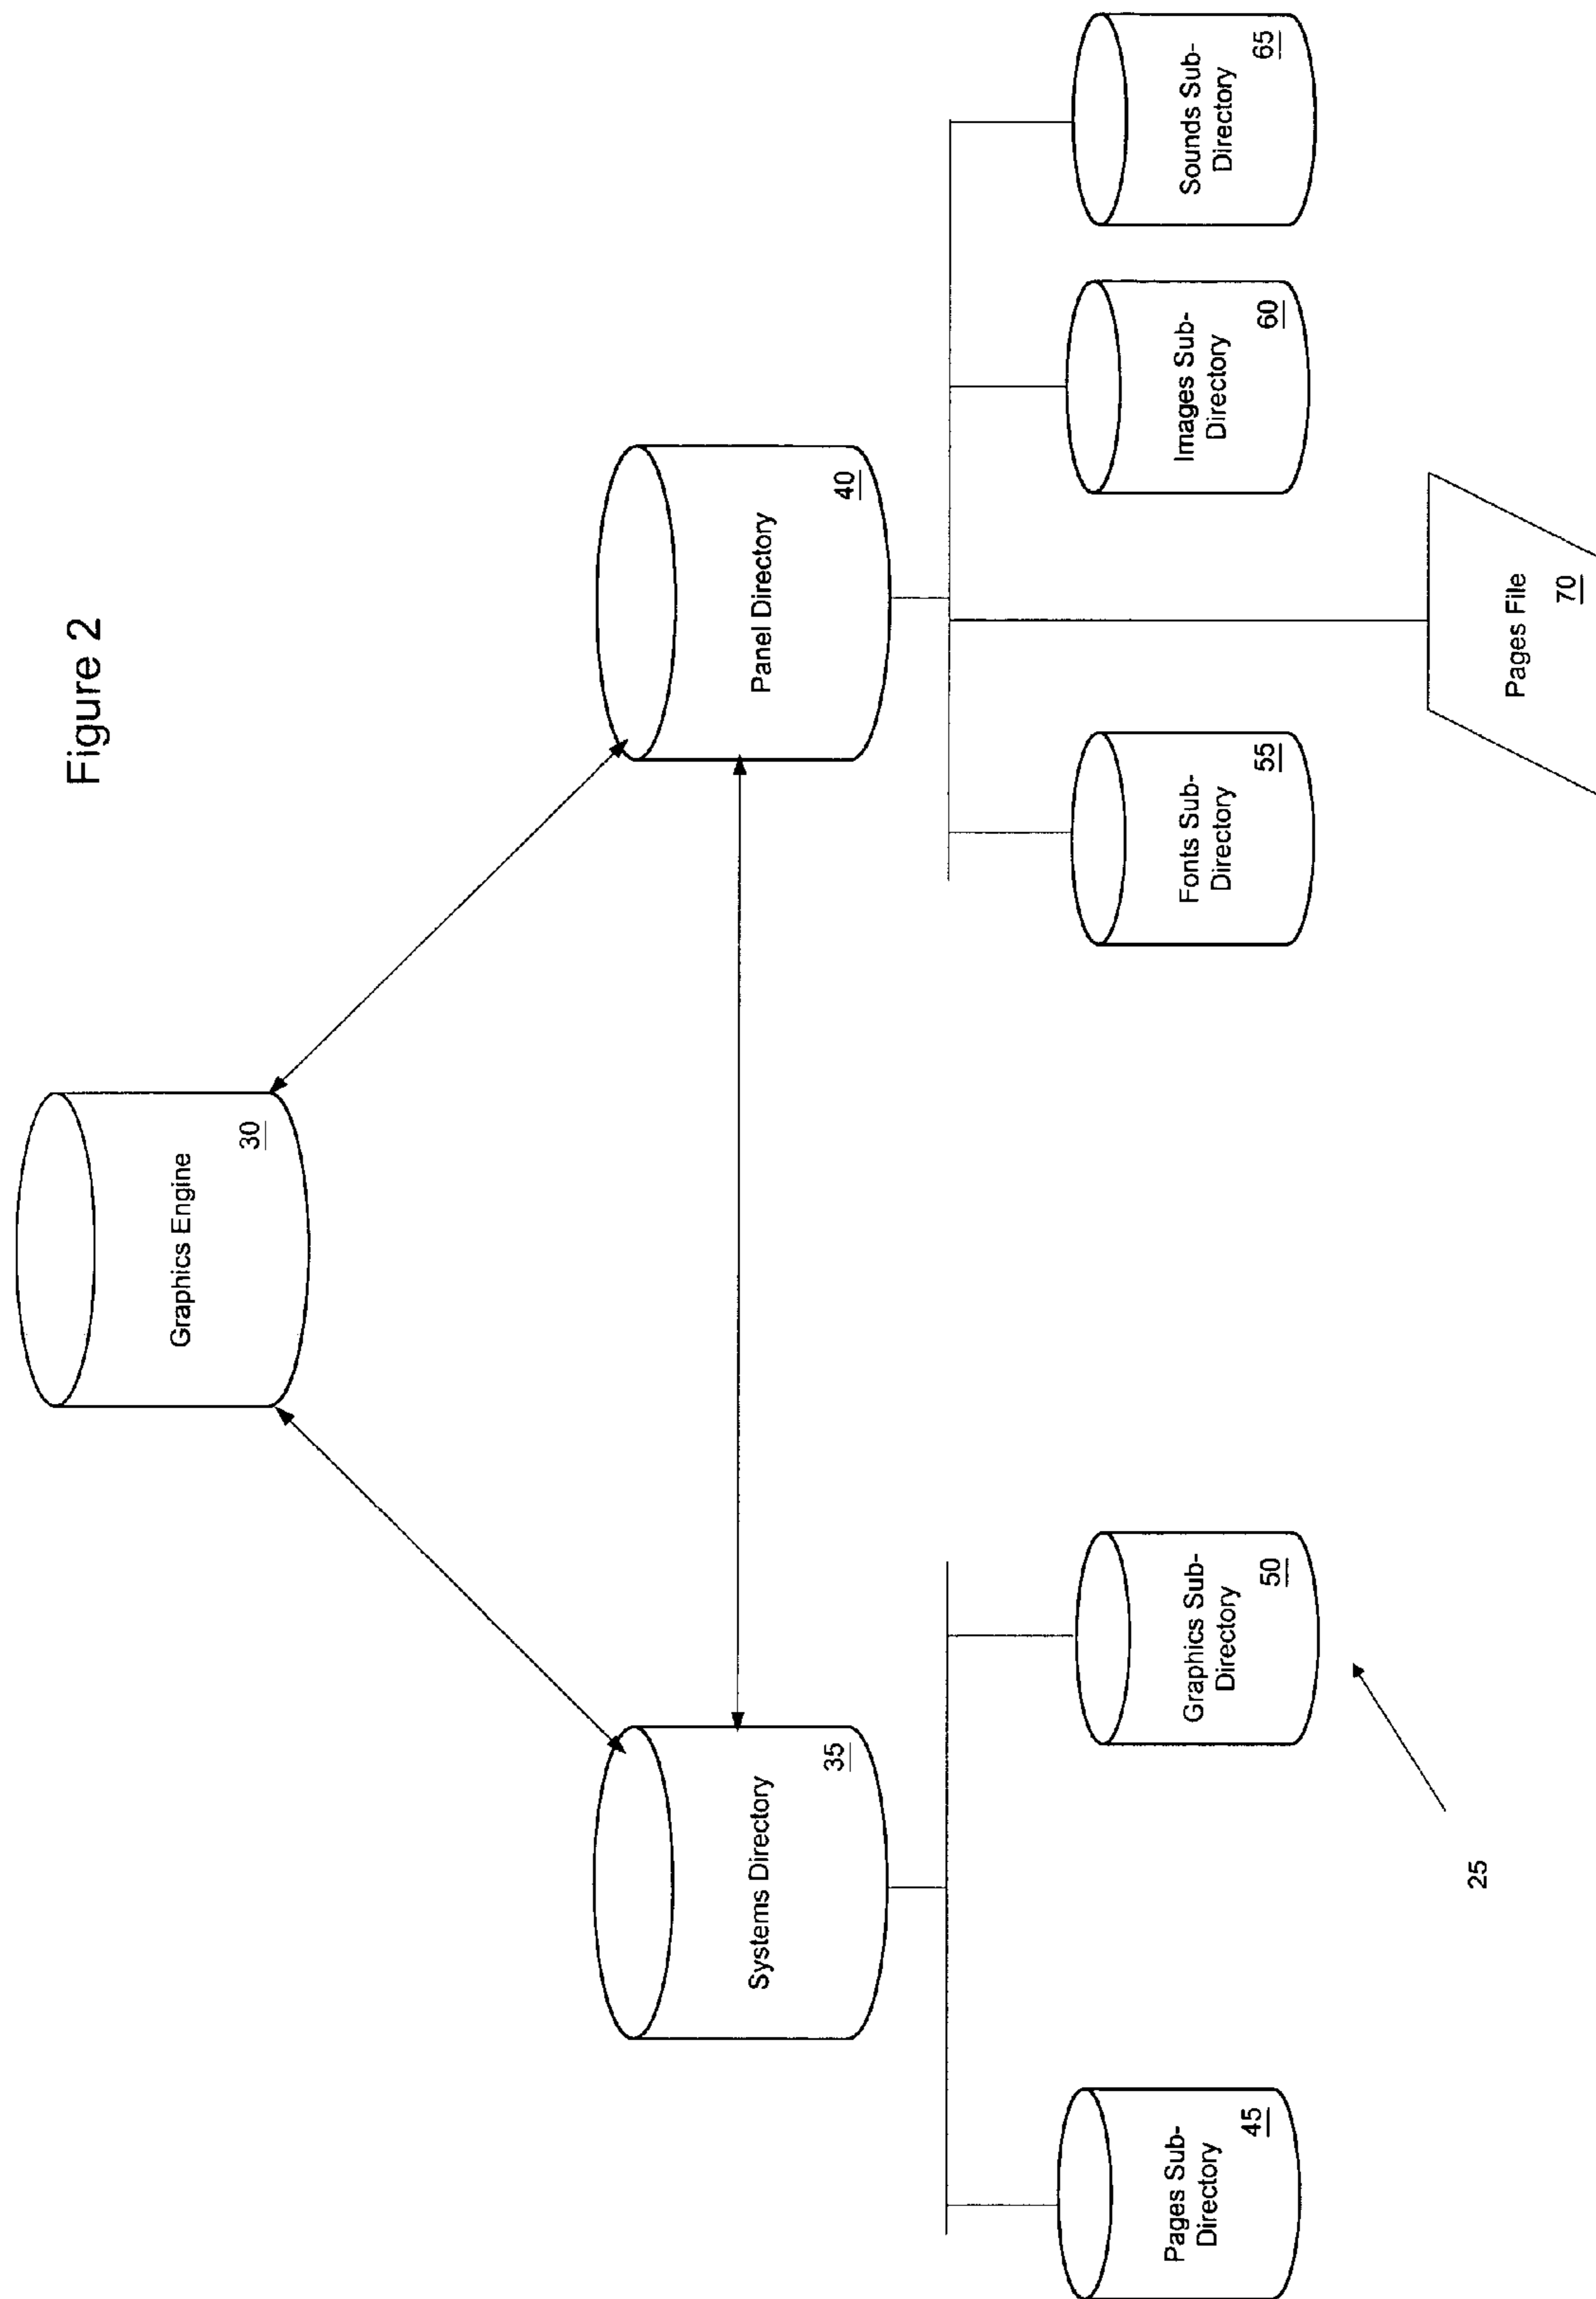 Figure 2
Graphics Engine
30
Systems Directory
35
Panel Directory
40
Pages Sub-
Directory
45
Graphics Sub-
Directory
50
Fonts Sub-
Directory
55
Images Sub-
Directory
60
Sounds Sub-
Directory
65
Pages File
70
25